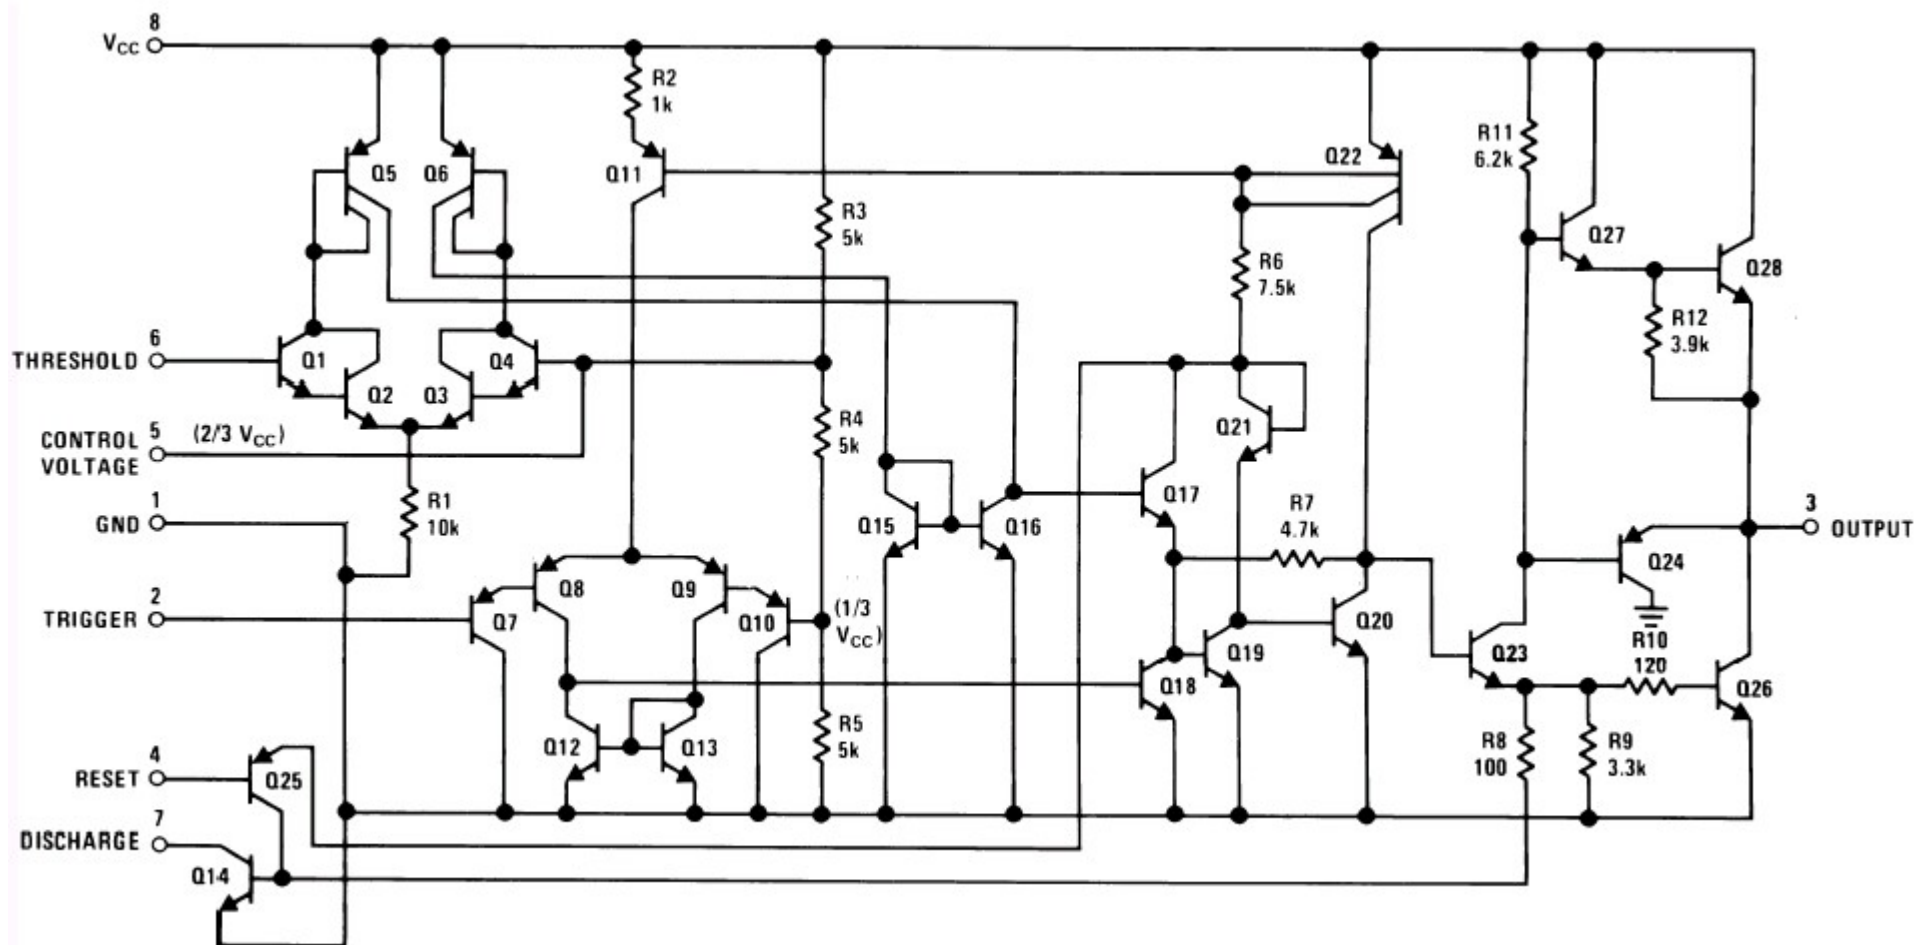 8
VCC
Q5
Q6
R2
1k
Q11
R3
5k
Q22
R11
6.2k
Q27
Q28
R6
7.5k
R12
3.9k
6
THRESHOLD
Q1
Q2
Q3
Q4
5
CONTROL
VOLTAGE
(2/3 VCC)
R4
5k
Q21
1
GND
R1
10k
Q15
Q16
Q17
R7
4.7k
3
OUTPUT
2
TRIGGER
Q7
Q8
Q9
Q10
(1/3
VCC)
Q24
Q18
Q19
Q20
Q23
R10
120
Q26
Q12
Q13
R5
5k
R8
100
R9
3.3k
4
RESET
Q25
7
DISCHARGE
Q14